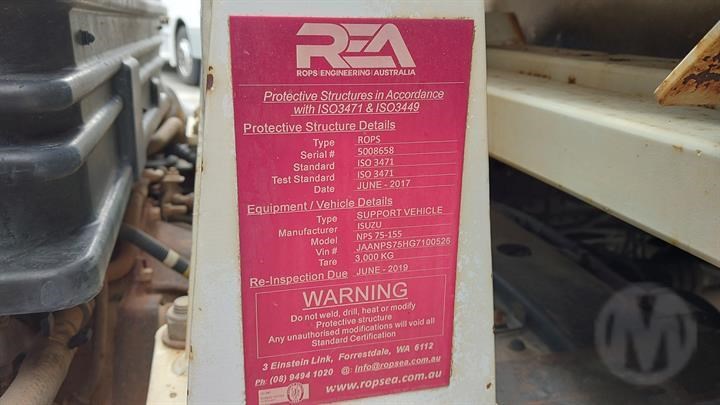 REA
ROPS ENGINEERING | AUSTRALIA
Protective Structures in Accordance
with ISO3471 & ISO3449
Protective Structure Details
Type ROPS
Serial # 5008658
Standard ISO 3471
Test Standard ISO 3471
Date JUNE - 2017
Equipment / Vehicle Details
Type SUPPORT VEHICLE
Manufacturer ISUZU
Model NPS 75-155
Vin # JAANPS75HG7100526
Tare 3,000 KG
Re-Inspection Due JUNE - 2019
WARNING
Do not weld, drill, heat or modify
Protective structure
Any unauthorised modifications will void all
Standard Certification
3 Einstein Link, Forrestdale, WA 6112
Ph: (08) 9494 1020 @: Info@ropsea.com.au
www.ropsea.com.au
M